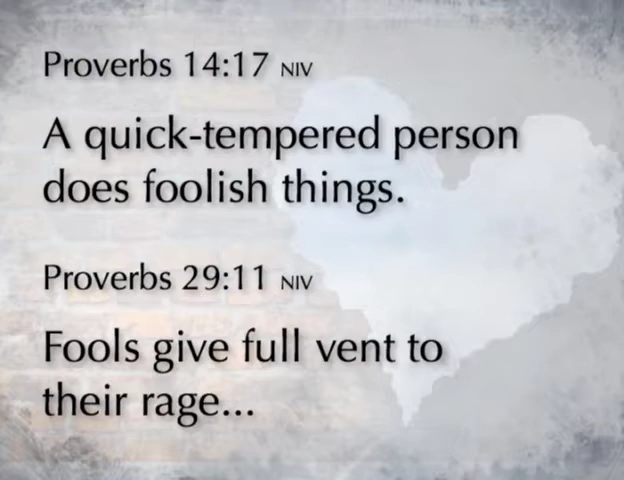 Proverbs 14:17 NIV
A quick-tempered person
does foolish things.
Proverbs 29:11 NIV
Fools give full vent to
their rage...